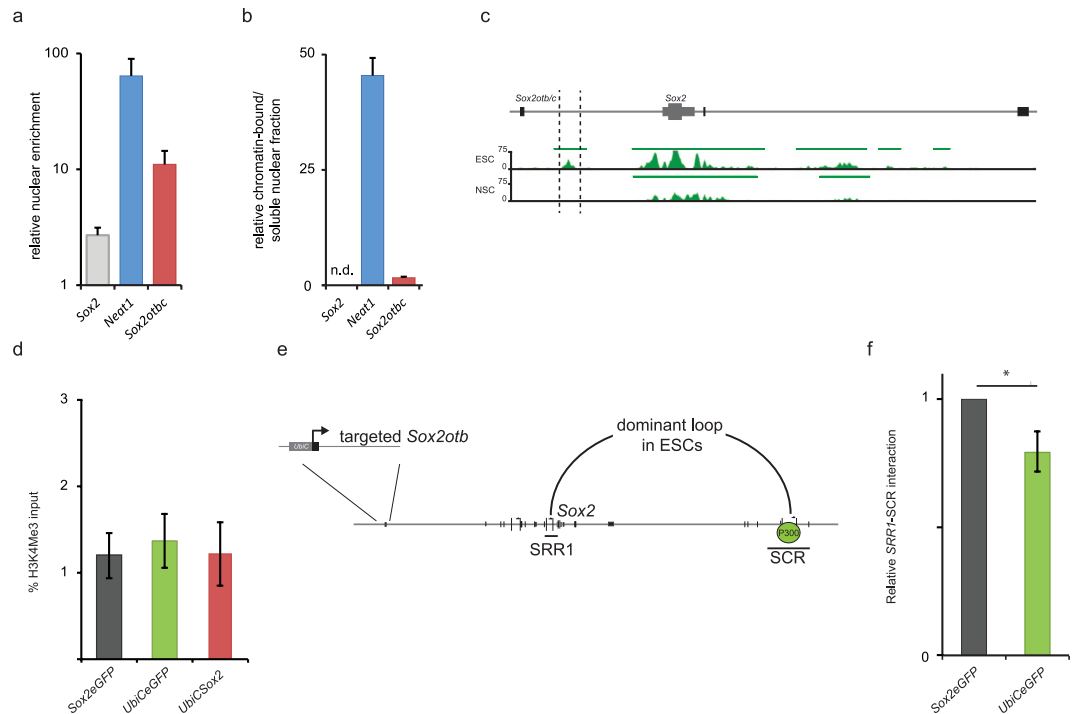 a
100
10
1
relative nuclear enrichment
Sox2
Neat1
Sox2otbc
b
50
25
0
relative chromatin-bound/
soluble nuclear fraction
n.d.
Sox2
Neat1
Sox2otbc
c
Sox2otb/c
Sox2
ESC
75
0
NSC
75
0
d
3
2
1
% H3K4Me3 input
Sox2eGFP
UbiCeGFP
UbiCSox2
e
UbiC
targeted Sox2otb
dominant loop
in ESCs
Sox2
SRR1
P300
SCR
f
*
1
0
Relative SRR1-SCR interaction
Sox2eGFP
UbiCeGFP